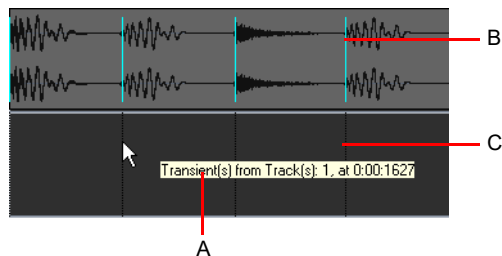 B
C
Transient(s) from Track(s): 1, at 0:00:1627
A